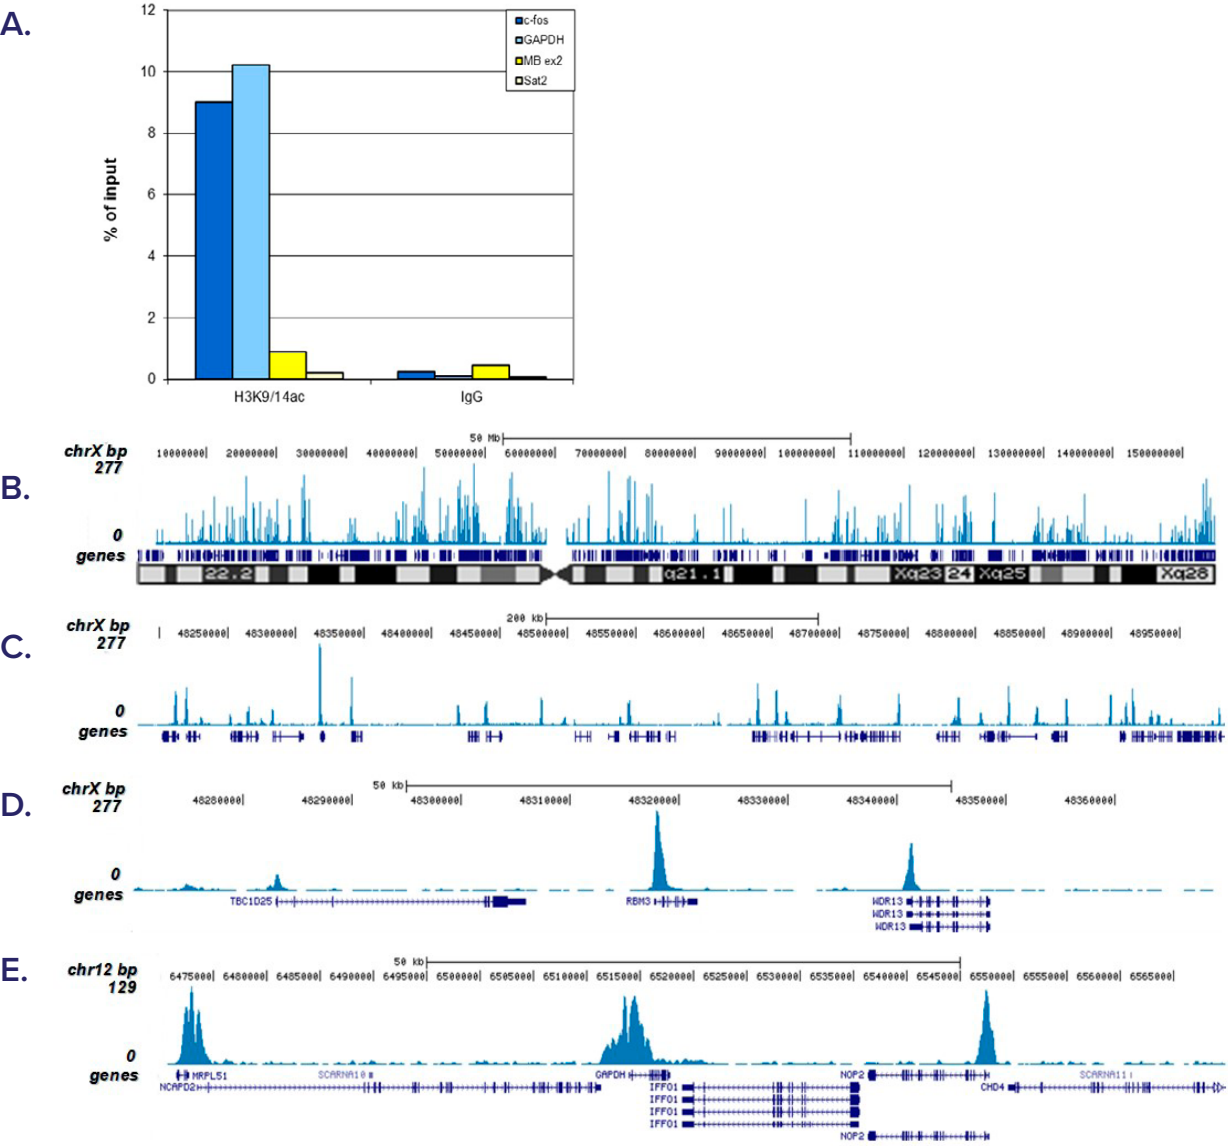 A.
12
10
8
6
4
2
0
% of input
c-fos
GAPDH
MB ex2
Sat2
H3K9/14ac
IgG
B.
50 Mb
chrX bp
10000000| 20000000| 30000000| 40000000| 50000000| 60000000| 70000000| 80000000| 90000000| 100000000| 110000000| 120000000| 130000000| 140000000| 150000000|
277
0
genes
22.2 q21.1 Xq23 24 Xq25 Xq28
C.
200 kb
chrX bp
| 48250000| 48300000| 48350000| 48400000| 48450000| 48500000| 48550000| 48600000| 48650000| 48700000| 48750000| 48800000| 48850000| 48900000| 48950000|
277
0
genes
D.
50 kb
chrX bp
48280000| 48290000| 48300000| 48310000| 48320000| 48330000| 48340000| 48350000| 48360000|
277
0
genes
TBC1D25 RBM3 WDR13
WDR13
WDR13
E.
50 kb
chr12 bp
6475000| 6480000| 6485000| 6490000| 6495000| 6500000| 6505000| 6510000| 6515000| 6520000| 6525000| 6530000| 6535000| 6540000| 6545000| 6550000| 6555000| 6560000| 6565000|
129
0
genes
MRPL51 SCARNA10 GAPDH NOP2 SCARNA11
NCAPD2 IFFO1 CHD4
IFFO1
IFFO1
IFFO1
NOP2